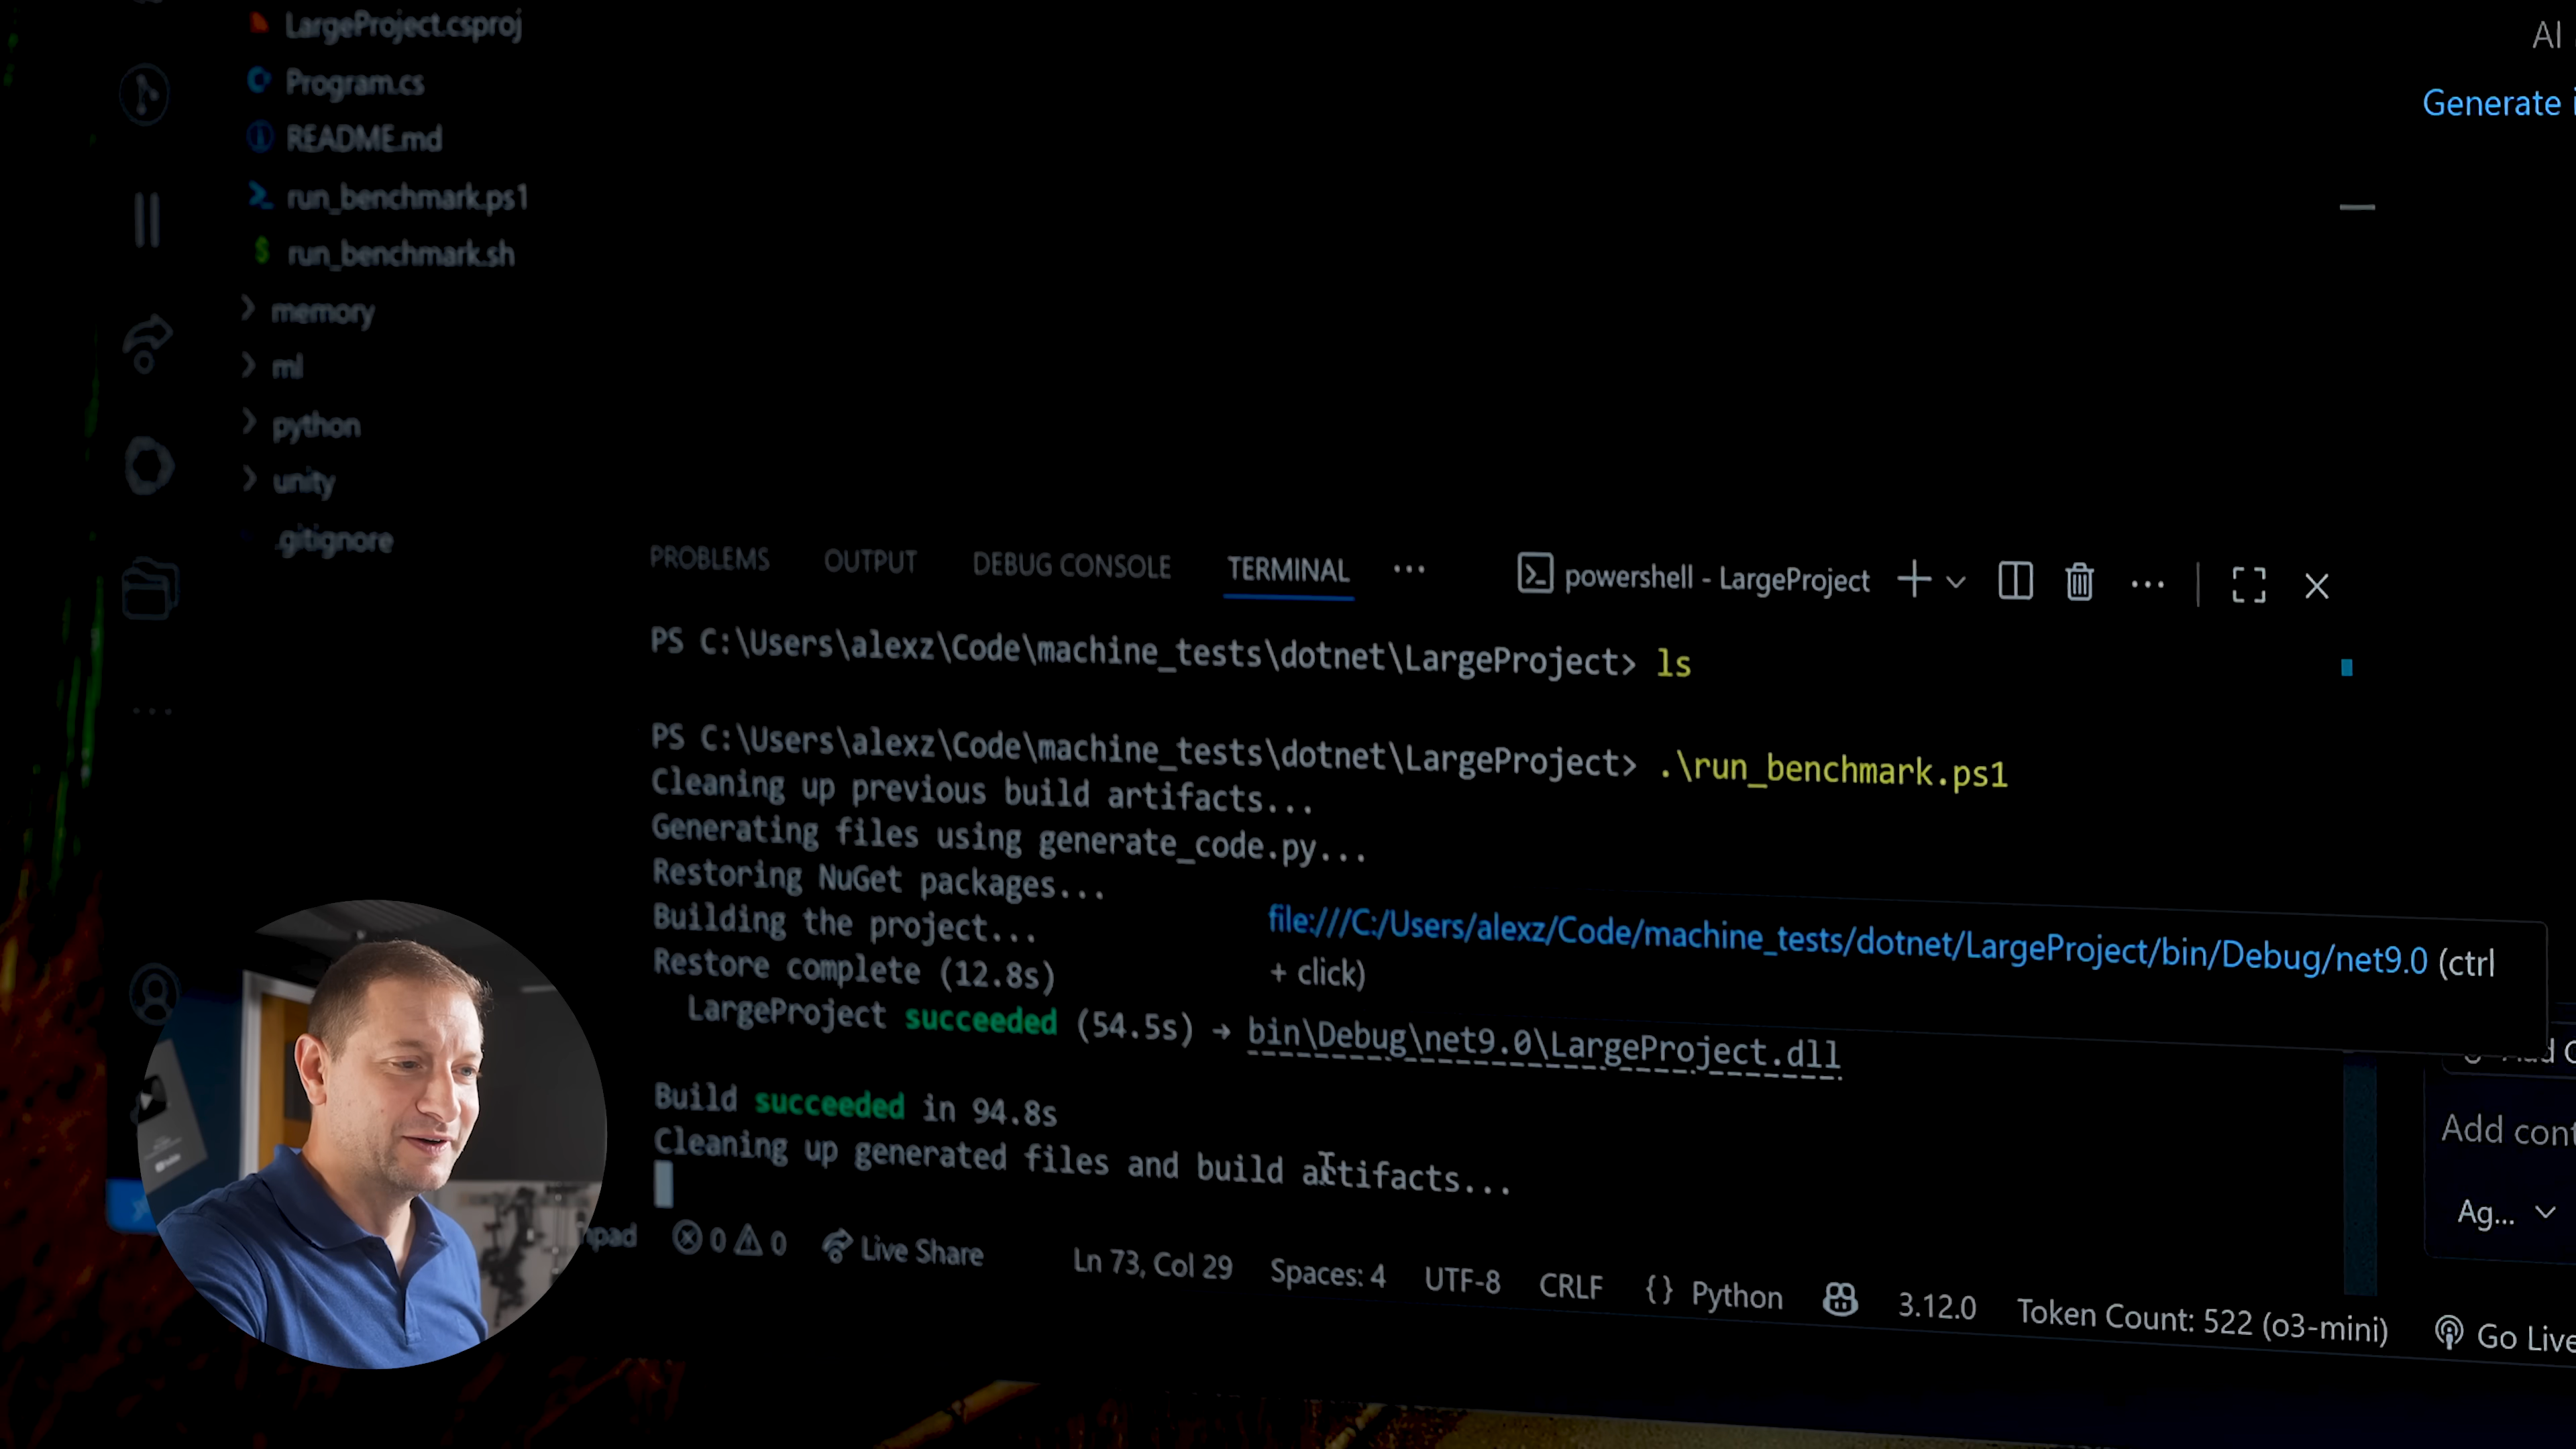 LargeProject.csproj
Program.cs
README.md
run_benchmark.ps1
run_benchmark.sh
memory
ml
python
unity
.gitignore
AI
Generate
PROBLEMS OUTPUT DEBUG CONSOLE TERMINAL ... powershell - LargeProject
PS C:\Users\alexz\Code\machine_tests\dotnet\LargeProject> ls
PS C:\Users\alexz\Code\machine_tests\dotnet\LargeProject> .\run_benchmark.ps1
Cleaning up previous build artifacts...
Generating files using generate_code.py...
Restoring NuGet packages...
Building the project...
Restore complete (12.8s)
file:///C:/Users/alexz/Code/machine_tests/dotnet/LargeProject/bin/Debug/net9.0 (ctrl
+ click)
LargeProject succeeded (54.5s) → bin\Debug\net9.0\LargeProject.dll
Build succeeded in 94.8s
Cleaning up generated files and build artifacts...
Add
Ag...
0 0 Live Share Ln 73, Col 29 Spaces: 4 UTF-8 CRLF {} Python 3.12.0 Token Count: 522 (o3-mini) Go Live